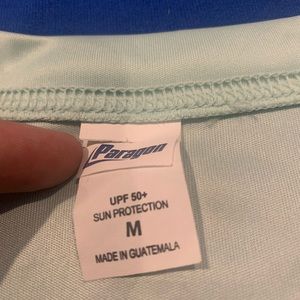 Paragon
UPF 50+
SUN PROTECTION
M
MADE IN GUATEMALA